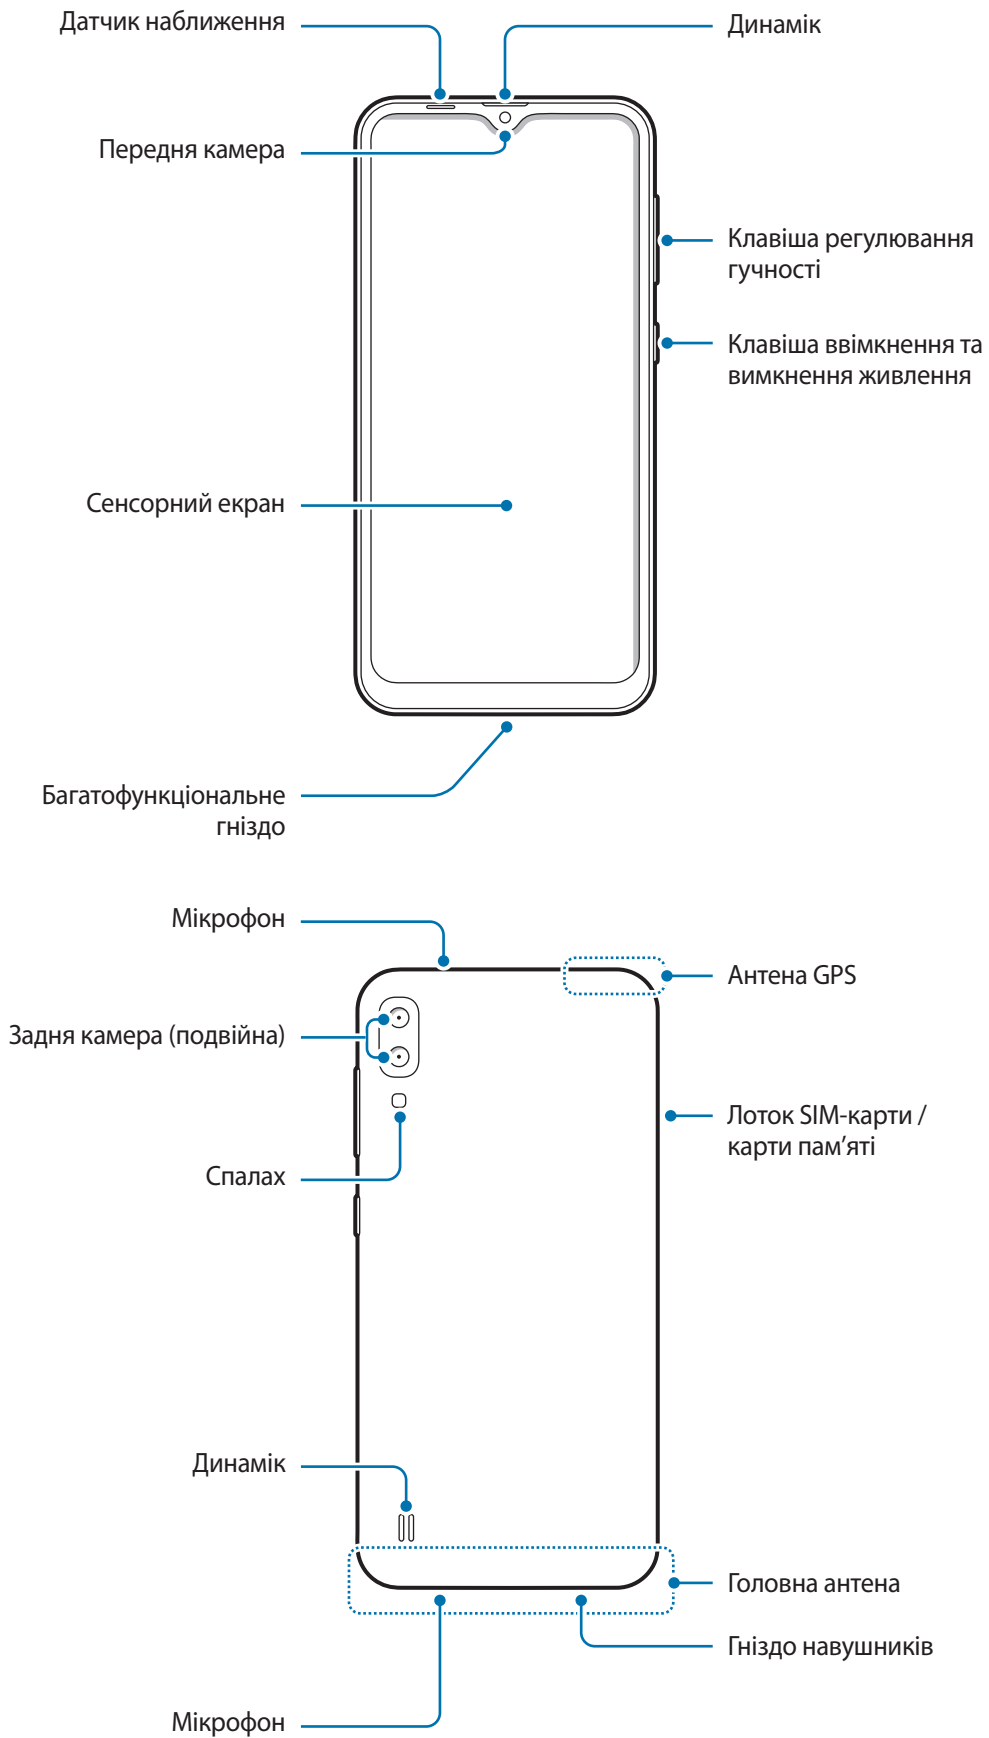 Датчик наближення
Динамік
Передня камера
Клавіша регулювання
гучності
Клавіша ввімкнення та
вимкнення живлення
Сенсорний екран
Багатофункціональне
гніздо
Мікрофон
Антена GPS
Задня камера (подвійна)
Лоток SIM-карти /
карти пам’яті
Спалах
Динамік
Головна антена
Гніздо навушників
Мікрофон